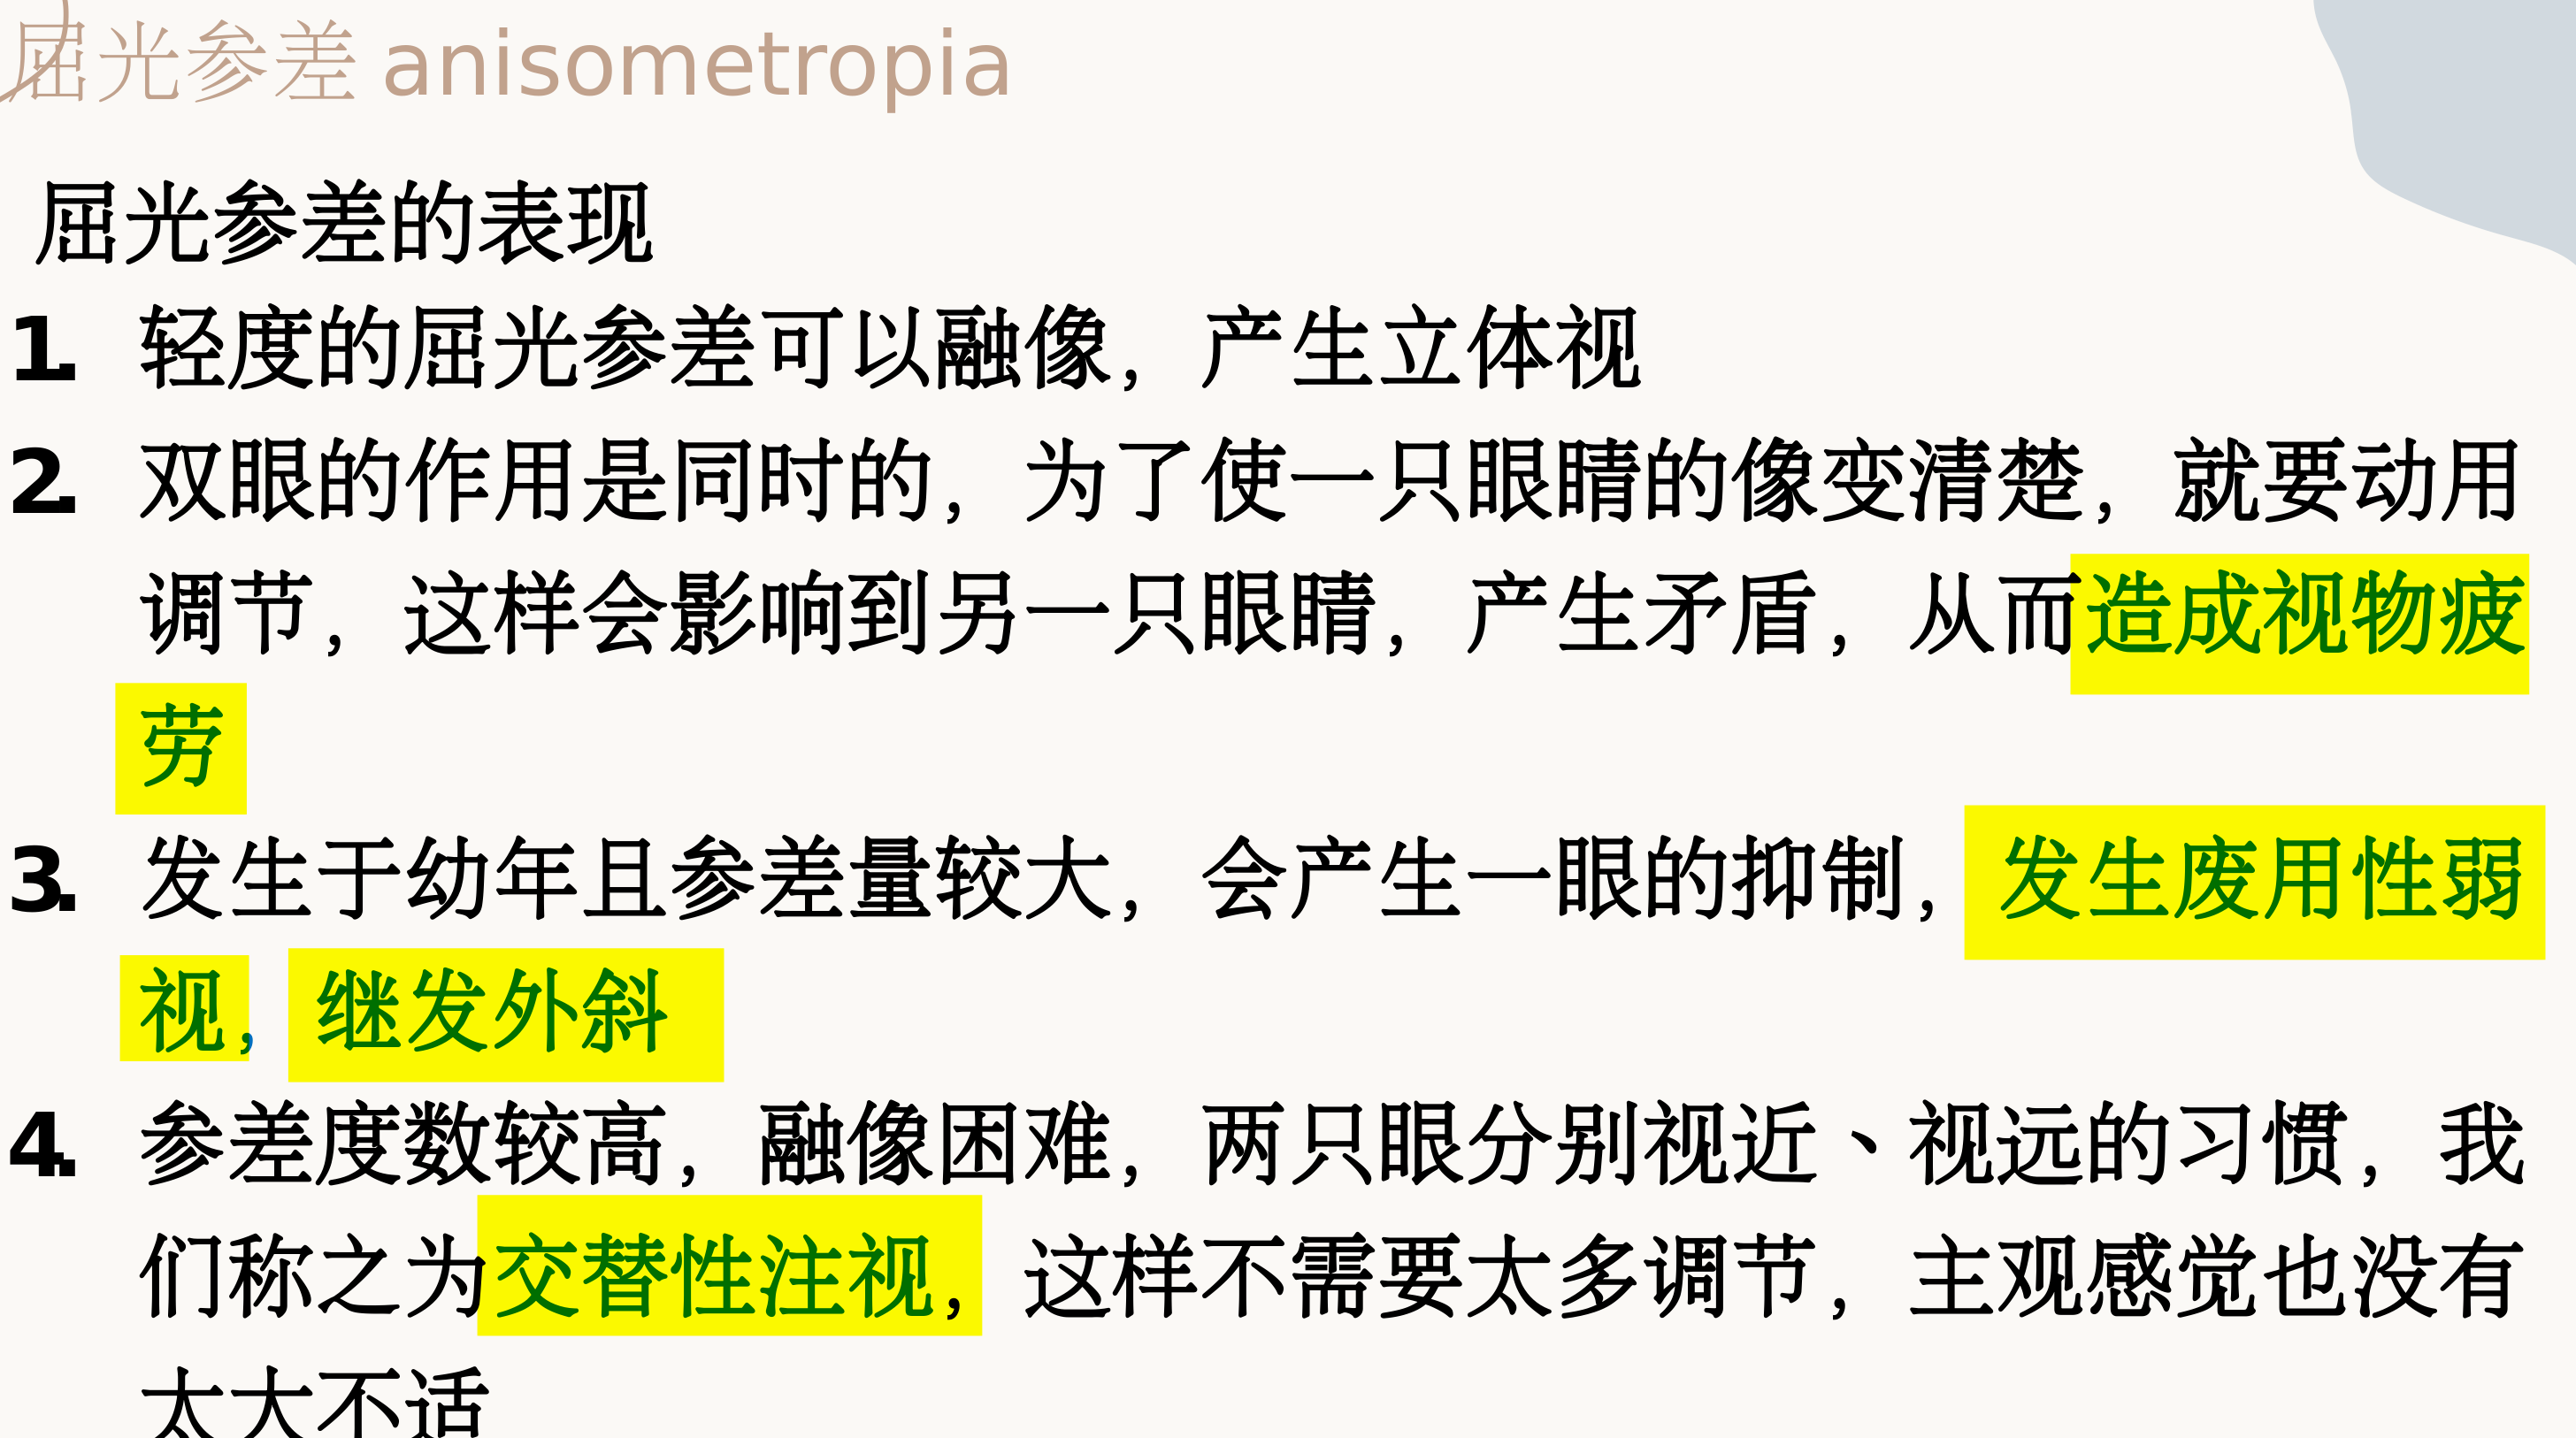 屈光参差 anisometropia
屈光参差的表现
1. 轻度的屈光参差可以融像，产生立体视
2. 双眼的作用是同时的，为了使一只眼睛的像变清楚，就要动用
调节，这样会影响到另一只眼睛，产生矛盾，从而造成视物疲
劳
3. 发生于幼年且参差量较大，会产生一眼的抑制，发生废用性弱
视，继发外斜
4. 参差度数较高，融像困难，两只眼分别视近、视远的习惯，我
们称之为交替性注视，这样不需要太多调节，主观感觉也没有
太大不适